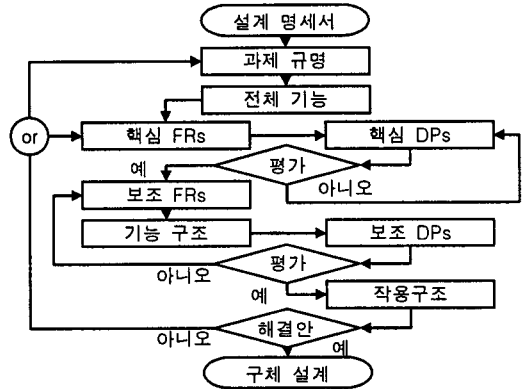 설계 명세서
과제 규명
전체 기능
or
핵심 FRs
핵심 DPs
평가
예
아니오
보조 FRs
기능 구조
보조 DPs
평가
아니오
예
작용구조
해결안
아니오
예
구체 설계